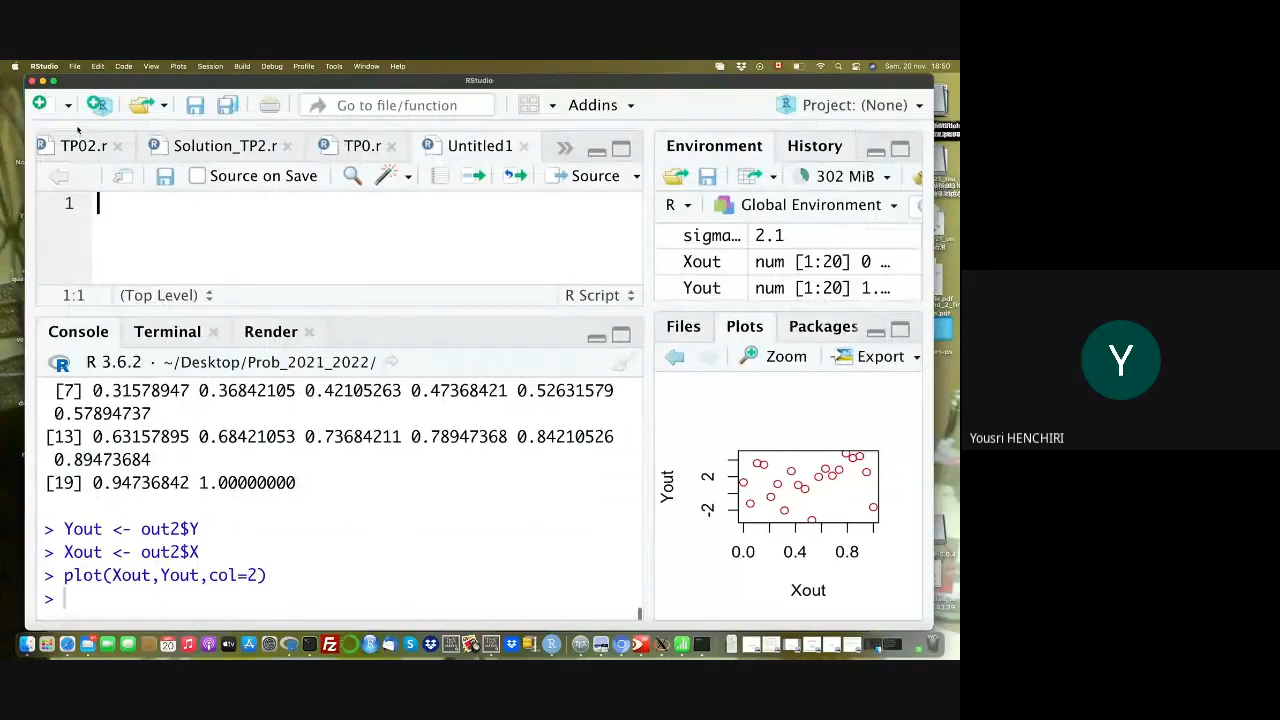 RStudio File Edit Code View Plots Session Build Debug Profile Tools Window Help Sam. 20 nov. 18:50
RStudio
Go to file/function Addins Project: (None)
TP02.r Solution_TP2.r TP0.r Untitled1
Source on Save Source
1
1:1 (Top Level) R Script
Console Terminal Render
R 3.6.2 · ~/Desktop/Prob_2021_2022/
[7] 0.31578947 0.36842105 0.42105263 0.47368421 0.52631579
0.57894737
[13] 0.63157895 0.68421053 0.73684211 0.78947368 0.84210526
0.89473684
[19] 0.94736842 1.00000000
> Yout <- out2$Y
> Xout <- out2$X
> plot(Xout,Yout,col=2)
>
Environment History
302 MiB
R Global Environment
sigma... 2.1
Xout num [1:20] 0 ...
Yout num [1:20] 1....
Files Plots Packages
Zoom Export
Yout
2
-2
0.0 0.4 0.8
Xout
20
Y
Yousri HENCHIRI